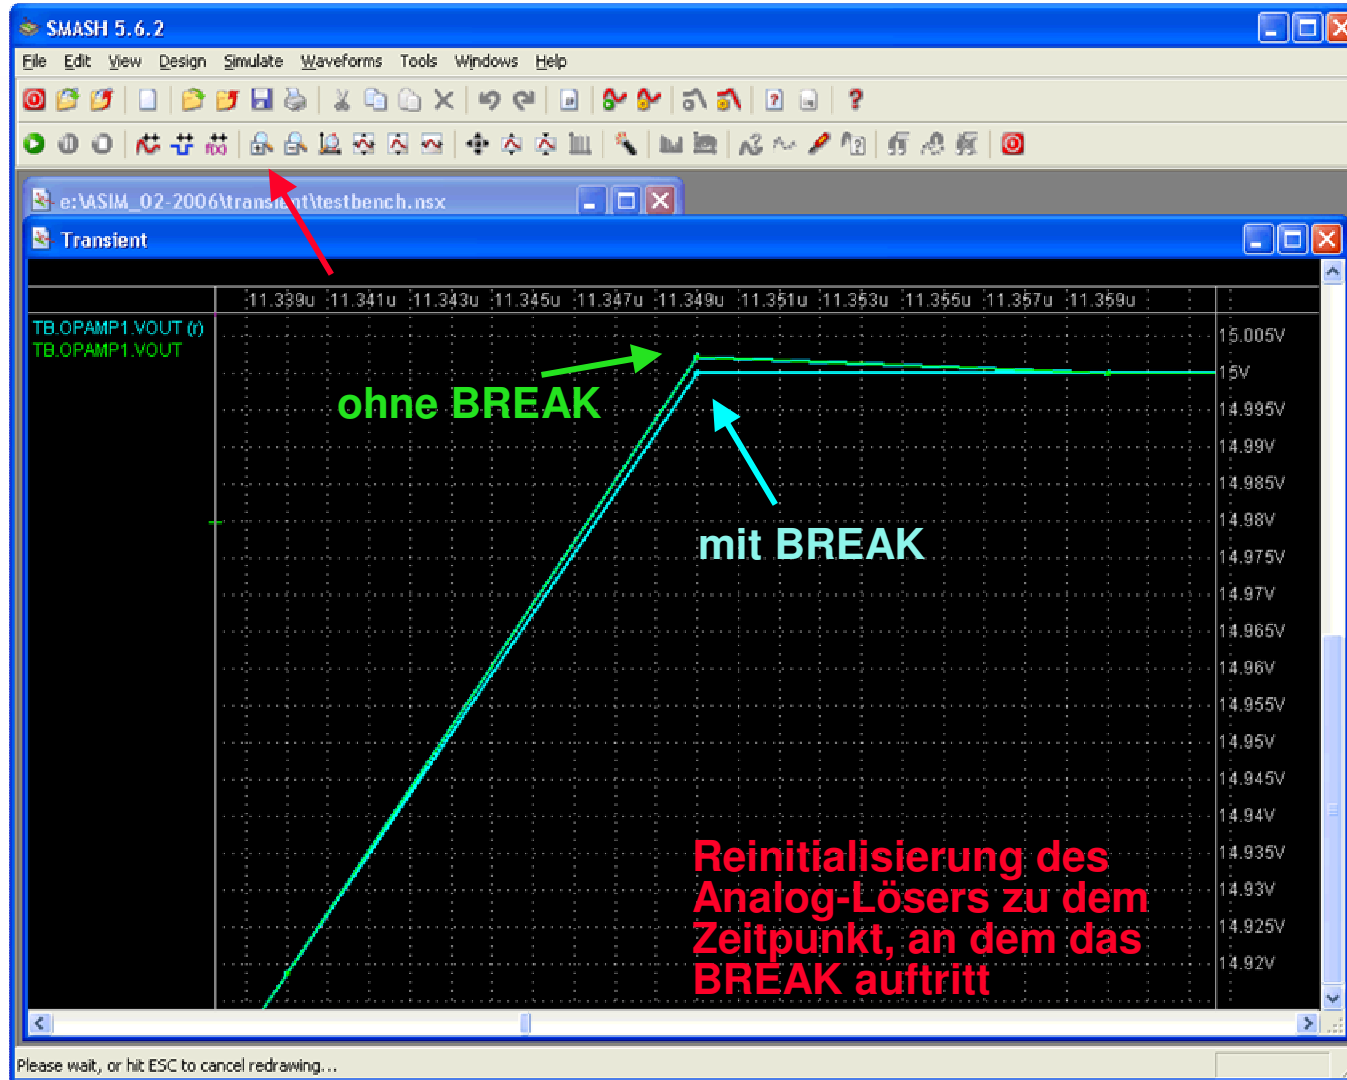 SMASH 5.6.2
File Edit View Design Simulate Waveforms Tools Windows Help
e:\ASIM_02-2006\transient\testbench.nsx
Transient
11.339u 11.341u 11.343u 11.345u 11.347u 11.349u 11.351u 11.353u 11.355u 11.357u 11.359u
TB.OPAMP1.VOUT (r)
TB.OPAMP1.VOUT
15.005V
15V
14.995V
14.99V
14.985V
14.98V
14.975V
14.97V
14.965V
14.96V
14.955V
14.95V
14.945V
14.94V
14.935V
14.93V
14.925V
14.92V
ohne BREAK
mit BREAK
Reinitialisierung des
Analog-Lösers zu dem
Zeitpunkt, an dem das
BREAK auftritt
Please wait, or hit ESC to cancel redrawing...